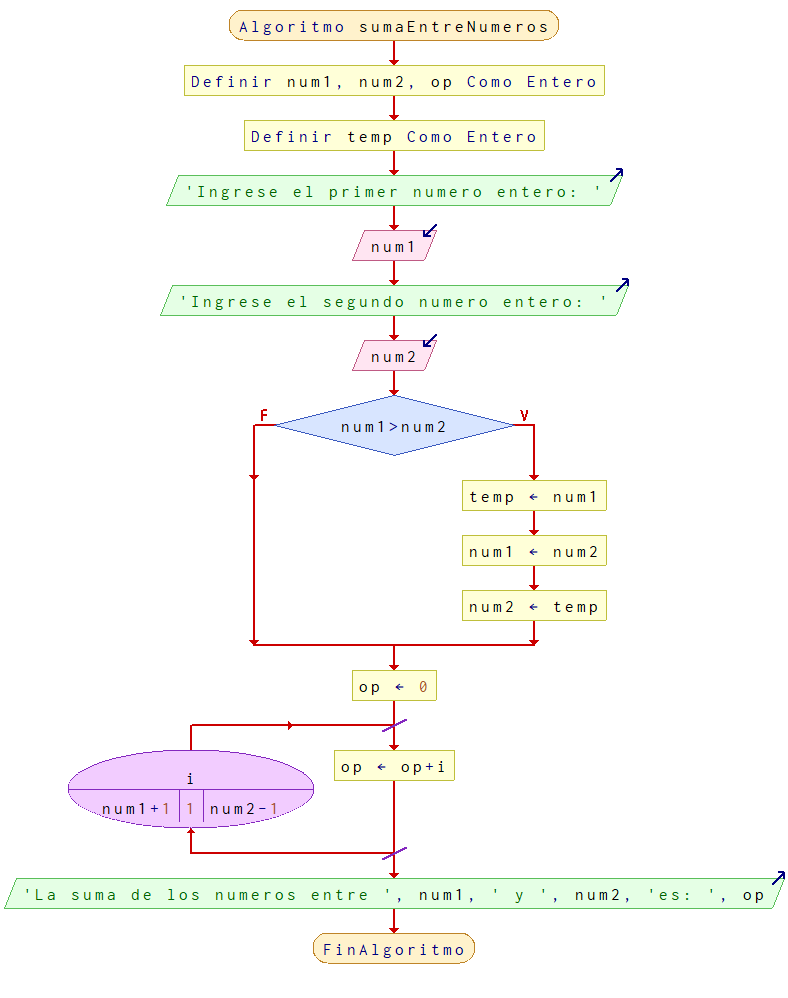 Algoritmo sumaEntreNumeros
Definir num1, num2, op Como Entero
Definir temp Como Entero
'Ingrese el primer numero entero: '
num1
'Ingrese el segundo numero entero: '
num2
F
num1>num2
V
temp ← num1
num1 ← num2
num2 ← temp
op ← 0
op ← op+i
i
num1+1 1 num2-1
'La suma de los numeros entre ', num1, ' y ', num2, 'es: ', op
FinAlgoritmo